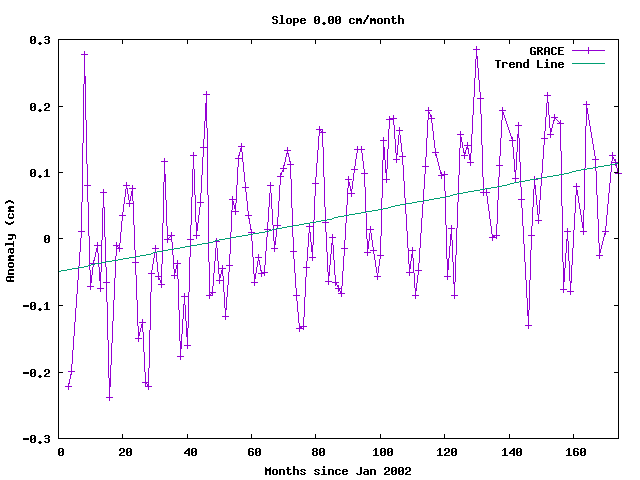 Slope 0.00 cm/month
0.3
GRACE
Trend Line
0.2
0.1
0
-0.1
-0.2
-0.3
Anomaly (cm)
0 20 40 60 80 100 120 140 160
Months since Jan 2002